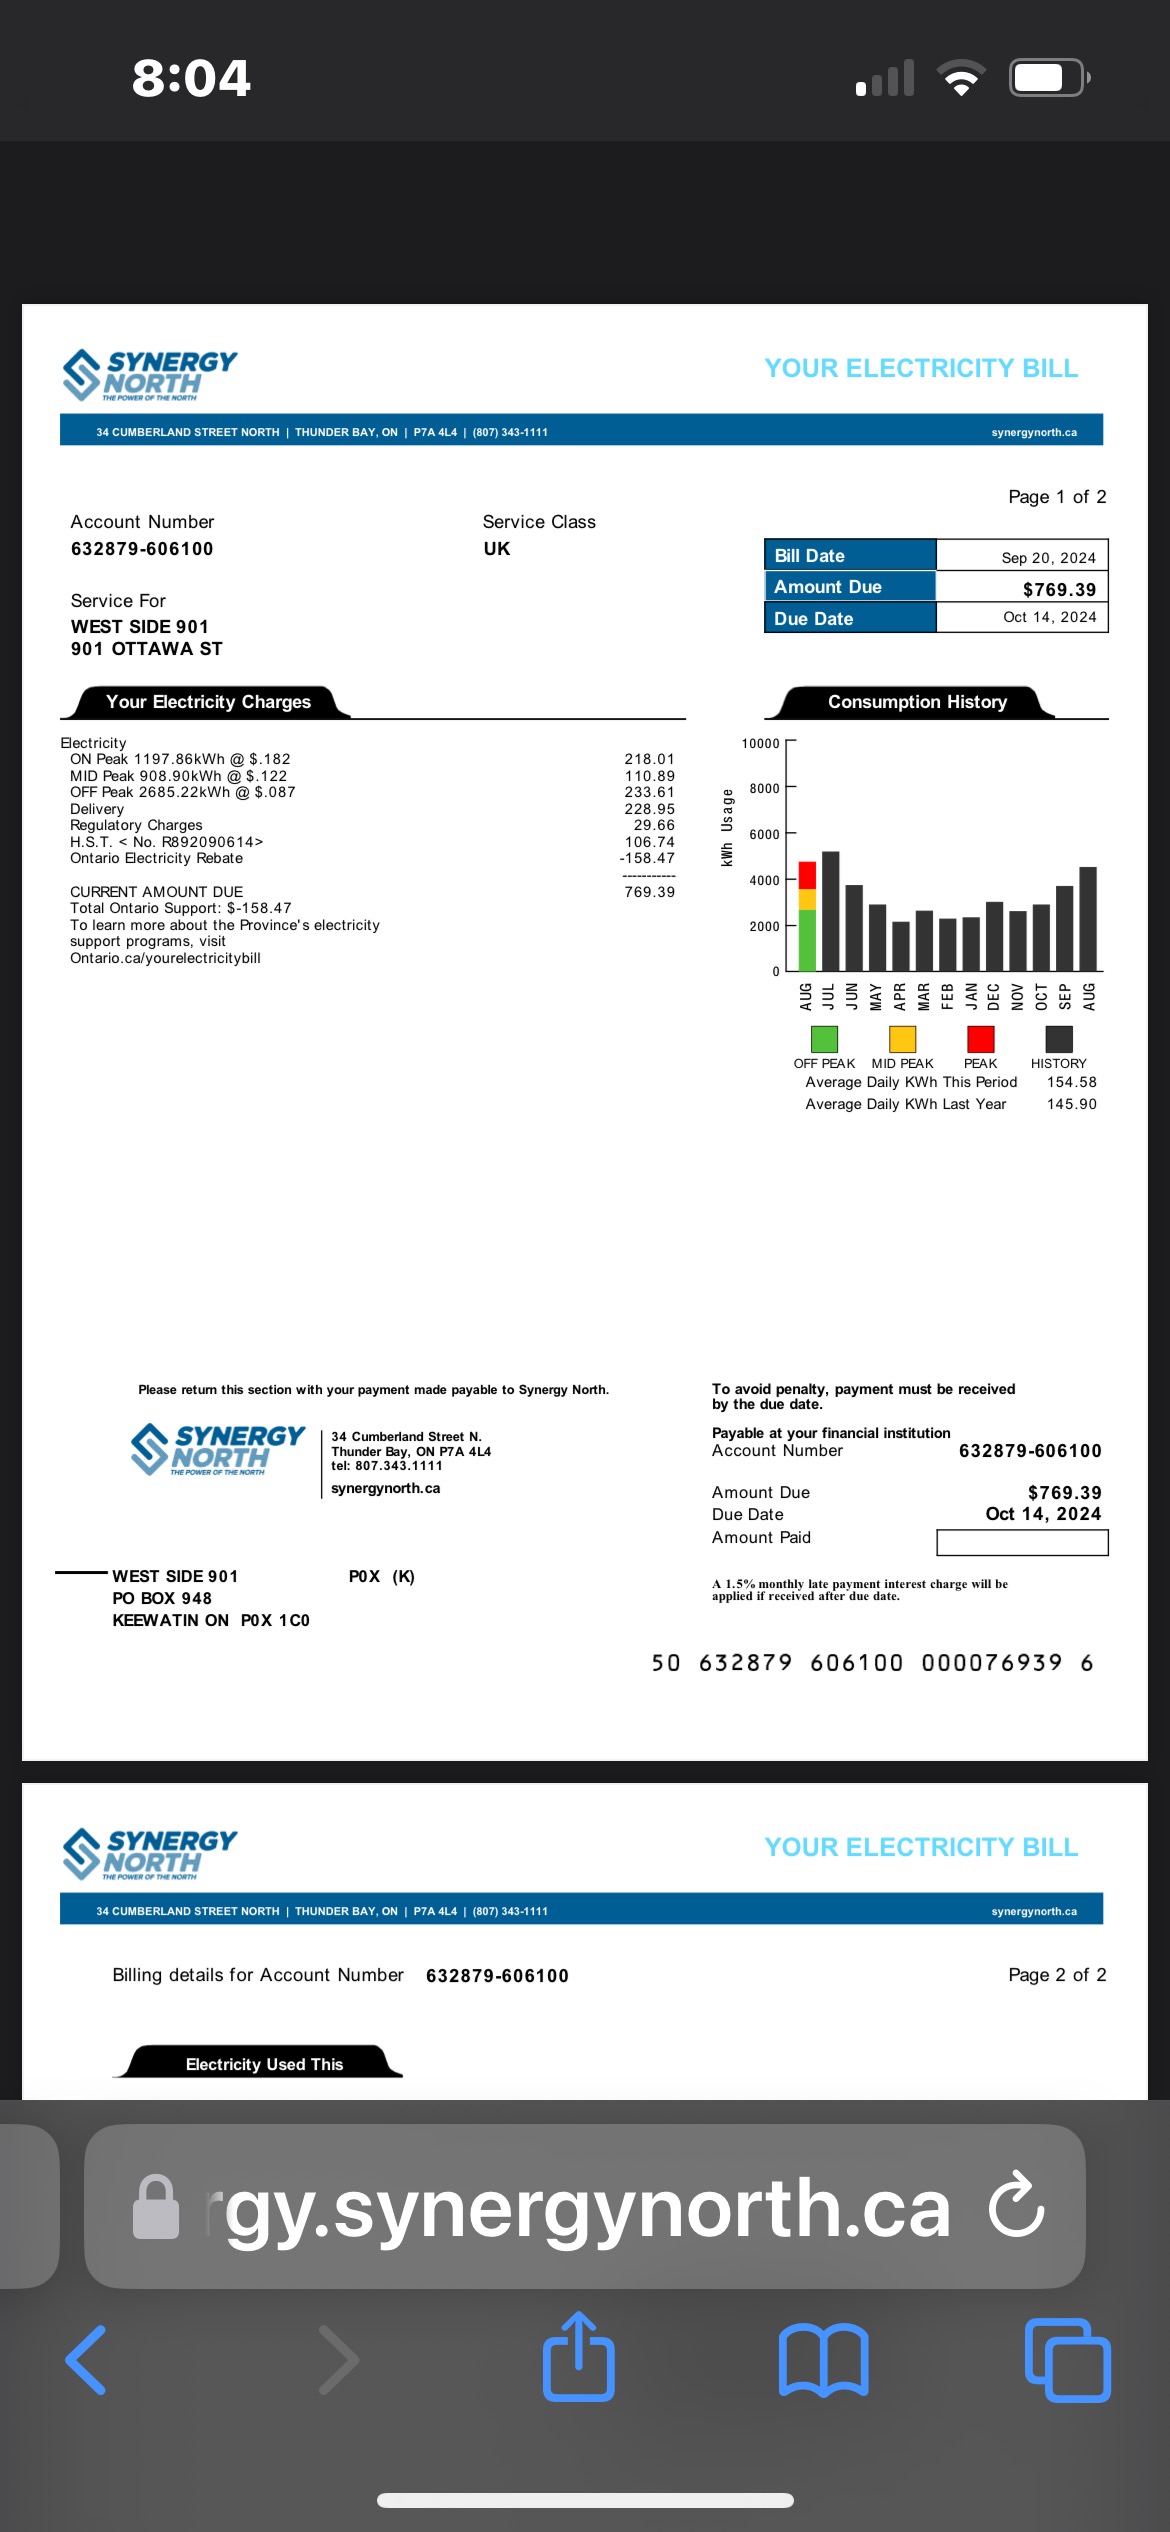 8:04
SYNERGY
NORTH
THE POWER OF THE NORTH
YOUR ELECTRICITY BILL
34 CUMBERLAND STREET NORTH | THUNDER BAY, ON | P7A 4L4 | (807) 343-1111
synergynorth.ca
Page 1 of 2
Account Number
632879-606100
Service Class
UK
Service For
WEST SIDE 901
901 OTTAWA ST
Bill Date Sep 20, 2024
Amount Due $769.39
Due Date Oct 14, 2024
Your Electricity Charges
Electricity
ON Peak 1197.86kWh @ $.182 218.01
MID Peak 908.90kWh @ $.122 110.89
OFF Peak 2685.22kWh @ $.087 233.61
Delivery 228.95
Regulatory Charges 29.66
H.S.T. < No. R892090614> 106.74
Ontario Electricity Rebate -158.47
-----------
CURRENT AMOUNT DUE 769.39
Total Ontario Support: $-158.47
To learn more about the Province's electricity
support programs, visit
Ontario.ca/yourelectricitybill
Consumption History
kWh Usage
10000
8000
6000
4000
2000
0
AUG JUL JUN MAY APR MAR FEB JAN DEC NOV OCT SEP AUG
OFF PEAK MID PEAK PEAK HISTORY
Average Daily KWh This Period 154.58
Average Daily KWh Last Year 145.90
Please return this section with your payment made payable to Synergy North.
SYNERGY
NORTH
THE POWER OF THE NORTH
34 Cumberland Street N.
Thunder Bay, ON P7A 4L4
tel: 807.343.1111
synergynorth.ca
To avoid penalty, payment must be received
by the due date.
Payable at your financial institution
Account Number 632879-606100
Amount Due $769.39
Due Date Oct 14, 2024
Amount Paid
A 1.5% monthly late payment interest charge will be
applied if received after due date.
WEST SIDE 901 P0X (K)
PO BOX 948
KEEWATIN ON P0X 1C0
50 632879 606100 000076939 6
SYNERGY
NORTH
THE POWER OF THE NORTH
YOUR ELECTRICITY BILL
34 CUMBERLAND STREET NORTH | THUNDER BAY, ON | P7A 4L4 | (807) 343-1111
synergynorth.ca
Billing details for Account Number 632879-606100
Page 2 of 2
Electricity Used This
rgy.synergynorth.ca